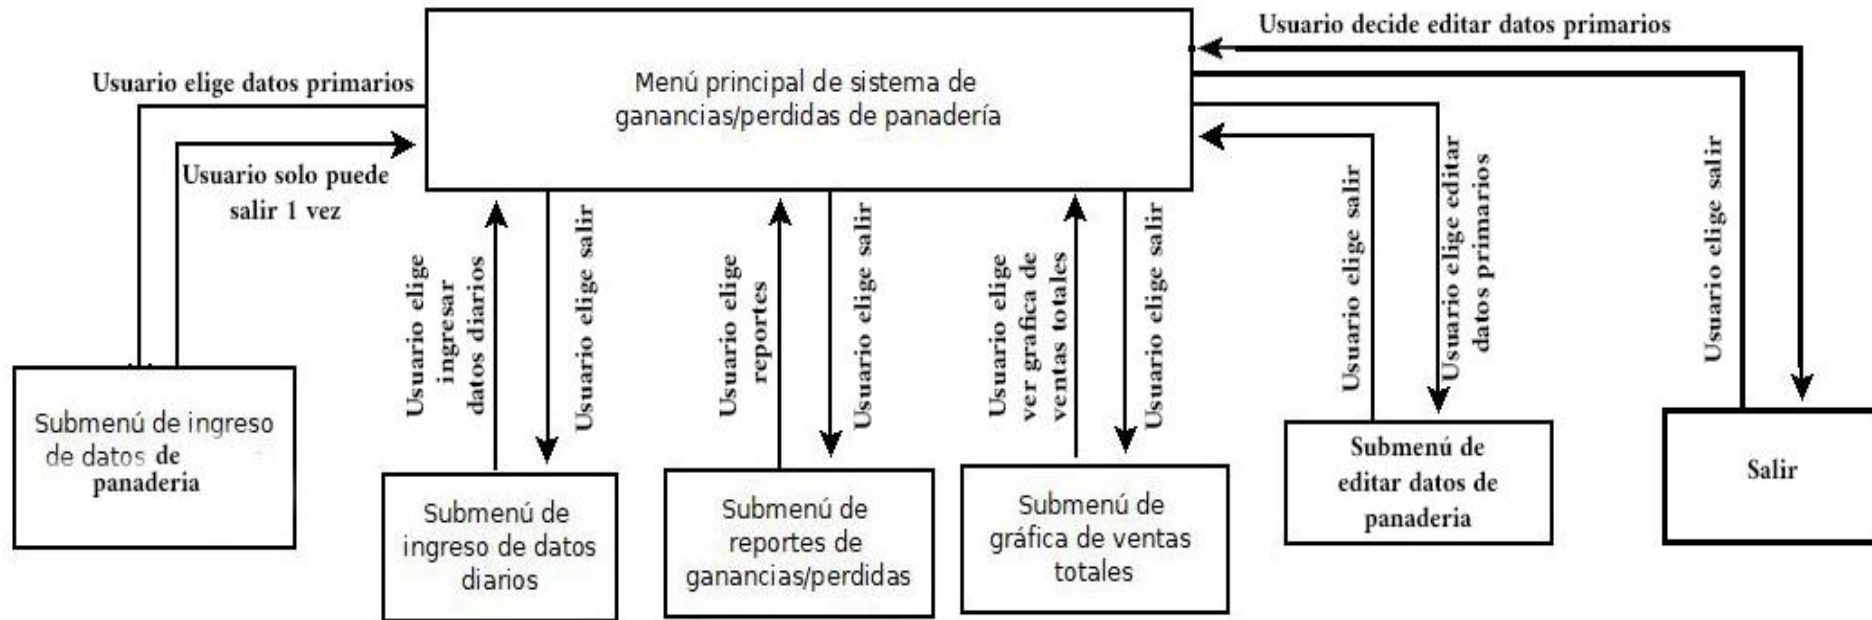 Usuario decide editar datos primarios
Usuario elige datos primarios
Menú principal de sistema de
ganancias/perdidas de panadería
Usuario solo puede
salir 1 vez
Usuario elige
ingresar
datos diarios
Usuario elige salir
Usuario elige
reportes
Usuario elige salir
Usuario elige
ver grafica de
ventas totales
Usuario elige salir
Usuario elige salir
Usuario elige editar
datos primarios
Usuario elige salir
Submenú de ingreso
de datos de
panaderia
Submenú de
ingreso de datos
diarios
Submenú de
reportes de
ganancias/perdidas
Submenú de
gráfica de ventas
totales
Submenú de
editar datos de
panaderia
Salir